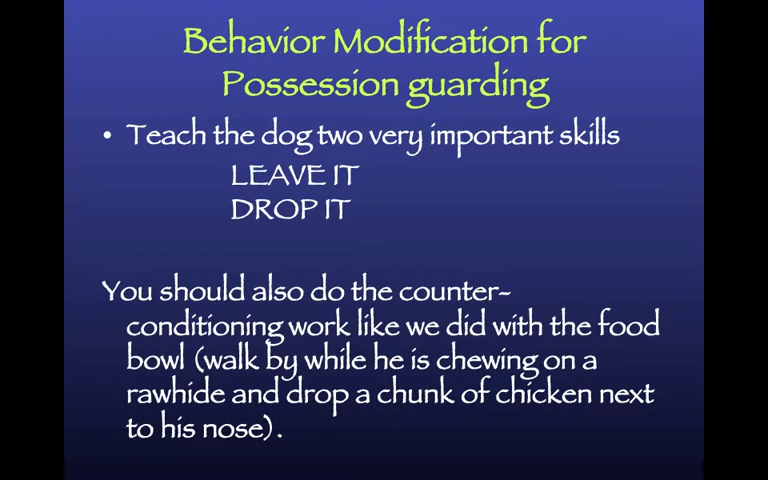 Behavior Modification for
Possession guarding
• Teach the dog two very important skills
LEAVE IT
DROP IT
You should also do the counter-
conditioning work like we did with the food
bowl (walk by while he is chewing on a
rawhide and drop a chunk of chicken next
to his nose).